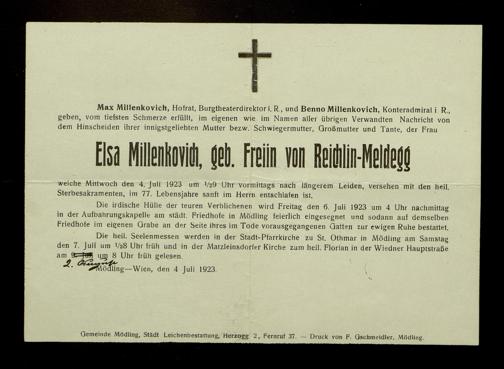 Max Millenkovich, Hofrat, Burgtheaterdirektor i. R., und Benno Millenkovich, Konteradmiral i. R.,
geben, vom tiefsten Schmerze erfüllt, im eigenen wie im Namen aller übrigen Verwandten Nachricht von
dem Hinscheiden ihrer innigstgeliebten Mutter bezw. Schwiegermutter, Großmutter und Tante, der Frau
Elsa Millenkovich, geb. Freiin von Reichlin-Meldegg
welche Mittwoch den 4. Juli 1923 um ½9 Uhr vormittags nach längerem Leiden, versehen mit den heil.
Sterbesakramenten, im 77. Lebensjahre sanft im Herrn entschlafen ist.
Die irdische Hülle der teuren Verblichenen wird Freitag den 6. Juli 1923 um 4 Uhr nachmittag
in der Aufbahrungskapelle am städt. Friedhofe in Mödling feierlich eingesegnet und sodann auf demselben
Friedhofe im eigenen Grabe an der Seite ihres im Tode vorausgegangenen Gatten zur ewigen Ruhe bestattet.
Die heil. Seelenmessen werden in der Stadt-Pfarrkirche zu St. Othmar in Mödling am Samstag
den 7. Juli um ½8 Uhr früh und in der Matzleinsdorfer Kirche zum heil. Florian in der Wiedner Hauptstraße
am um 8 Uhr früh gelesen.
2. August
Mödling—Wien, den 4 Juli 1923.
Gemeinde Mödling, Städt Leichenbestattung, Herzogg 2, Fernruf 37. — Druck von F. Gschmeidler, Mödling.